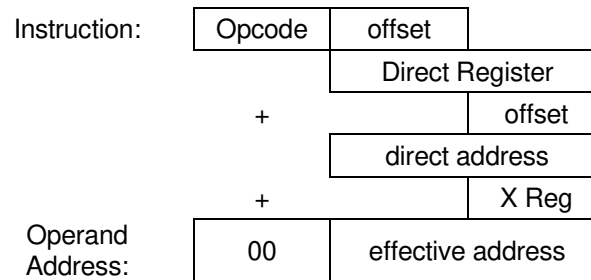 Instruction: Opcode offset
Direct Register
+ offset
direct address
+ X Reg
Operand
Address: 00 effective address